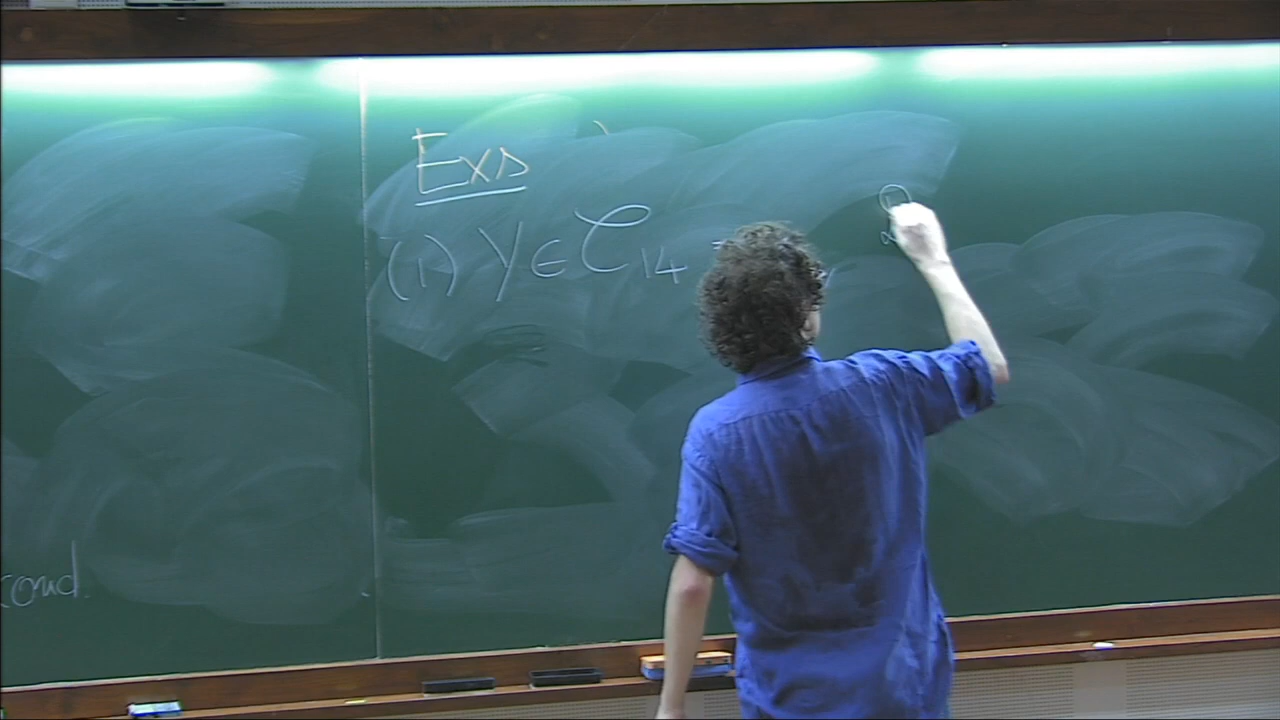 Exs
(1) Y ∈ C₁₄
cond.